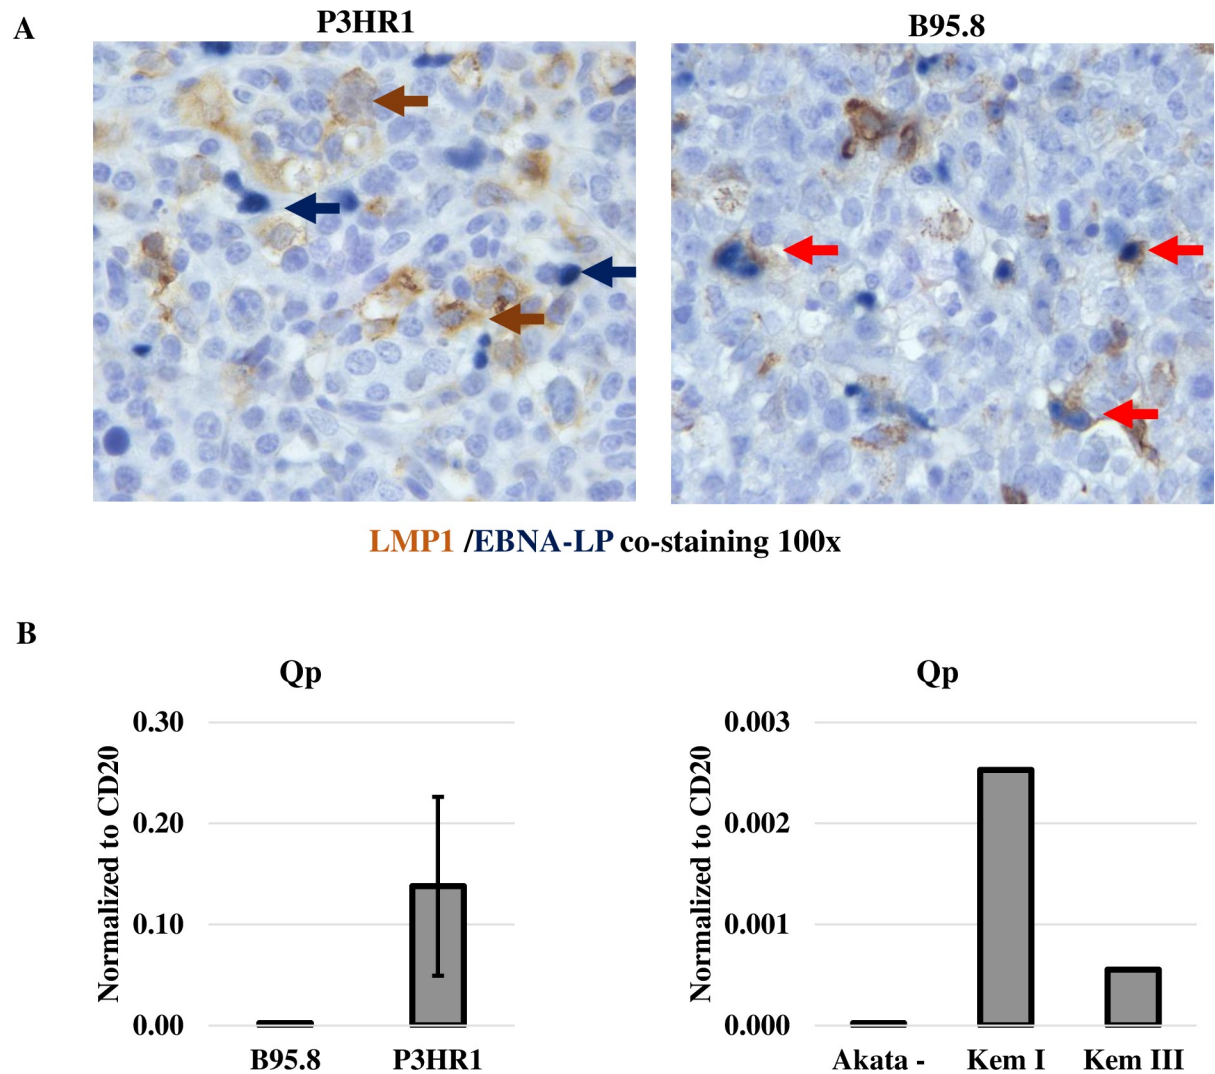 A
P3HR1
B95.8
LMP1 /EBNA-LP co-staining 100x
B
Qp
Normalized to CD20
0.30
0.20
0.10
0.00
B95.8
P3HR1
Qp
Normalized to CD20
0.003
0.002
0.001
0.000
Akata -
Kem I
Kem III